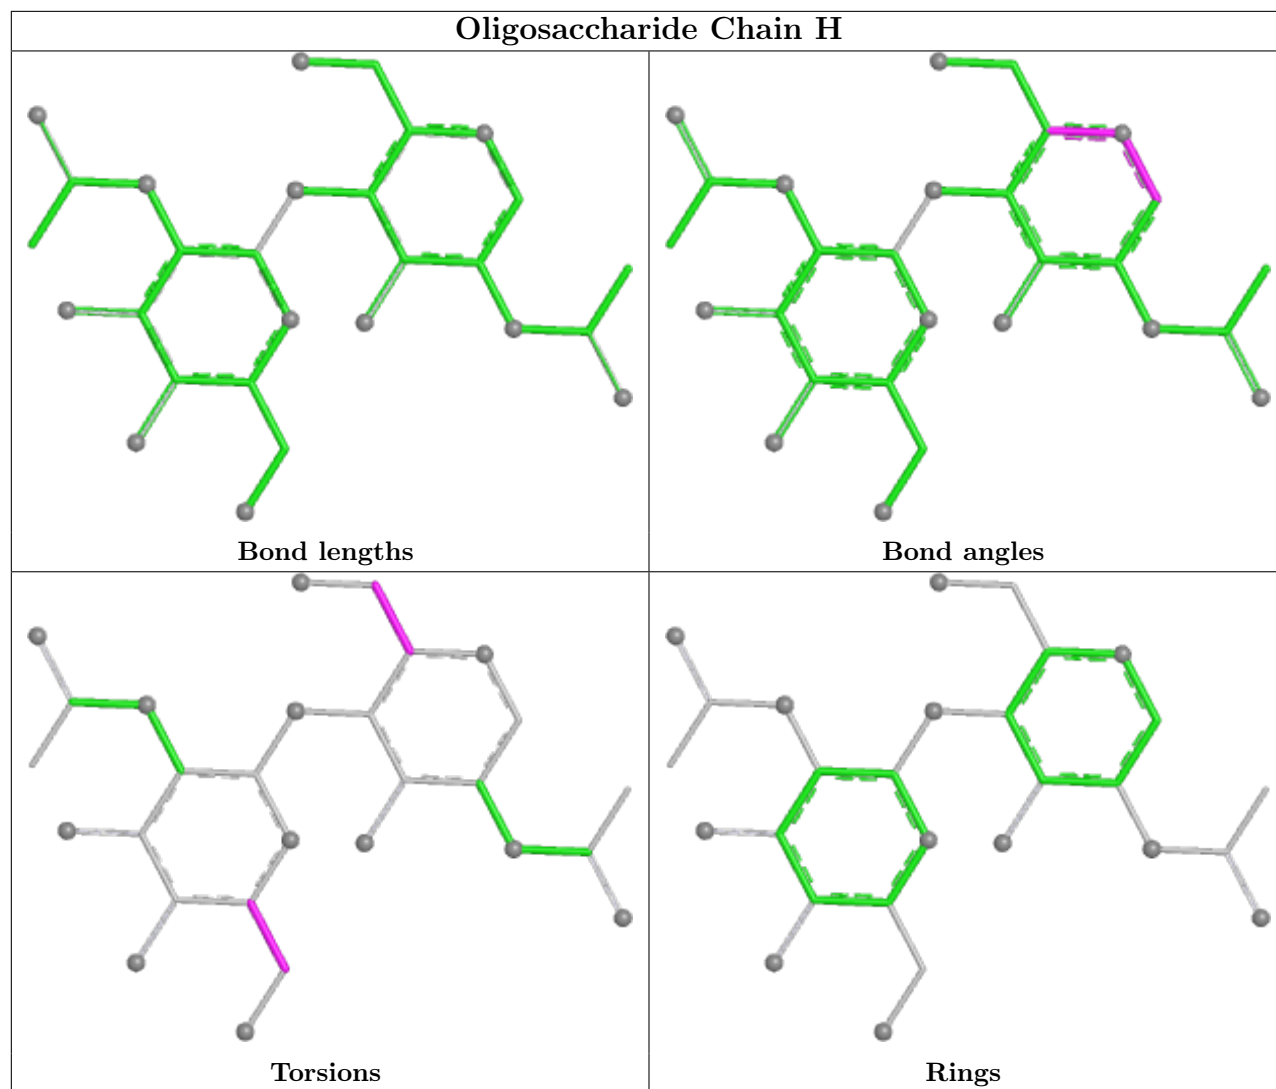 Oligosaccharide Chain H
Bond lengths
Bond angles
Torsions
Rings